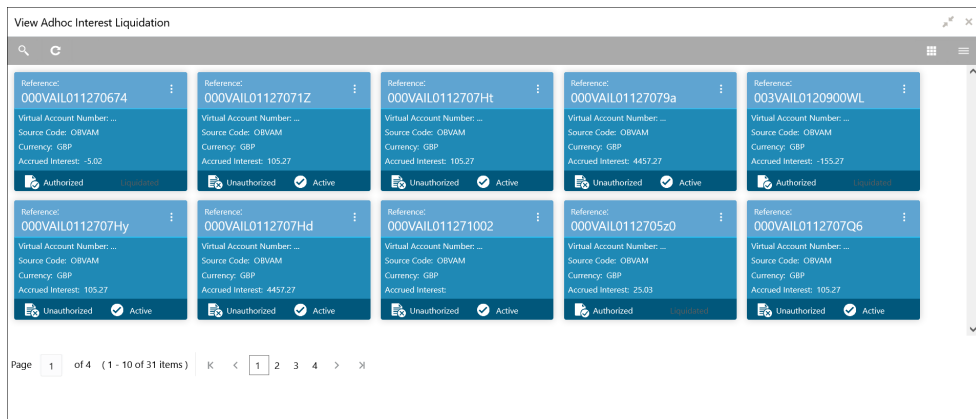 View Adhoc Interest Liquidation
Reference:
000VAIL011270674
Virtual Account Number: ...
Source Code: OBVAM
Currency: GBP
Accrued Interest: -5.02
Authorized Liquidated
Reference:
000VAIL01127071Z
Virtual Account Number: ...
Source Code: OBVAM
Currency: GBP
Accrued Interest: 105.27
Unauthorized Active
Reference:
000VAIL0112707Ht
Virtual Account Number: ...
Source Code: OBVAM
Currency: GBP
Accrued Interest: 105.27
Unauthorized Active
Reference:
000VAIL01127079a
Virtual Account Number: ...
Source Code: OBVAM
Currency: GBP
Accrued Interest: 4457.27
Unauthorized Active
Reference:
003VAIL0120900WL
Virtual Account Number: ...
Source Code: OBVAM
Currency: GBP
Accrued Interest: -155.27
Authorized Liquidated
Reference:
000VAIL0112707Hy
Virtual Account Number: ...
Source Code: OBVAM
Currency: GBP
Accrued Interest: 105.27
Unauthorized Active
Reference:
000VAIL0112707Hd
Virtual Account Number: ...
Source Code: OBVAM
Currency: GBP
Accrued Interest: 4457.27
Unauthorized Active
Reference:
000VAIL011271002
Virtual Account Number: ...
Source Code: OBVAM
Currency: GBP
Accrued Interest:
Unauthorized Active
Reference:
000VAIL0112705z0
Virtual Account Number: ...
Source Code: OBVAM
Currency: GBP
Accrued Interest: 25.03
Authorized Liquidated
Reference:
000VAIL0112707Q6
Virtual Account Number: ...
Source Code: OBVAM
Currency: GBP
Accrued Interest: 105.27
Unauthorized Active
Page 1 of 4 (1 - 10 of 31 items) 1 2 3 4